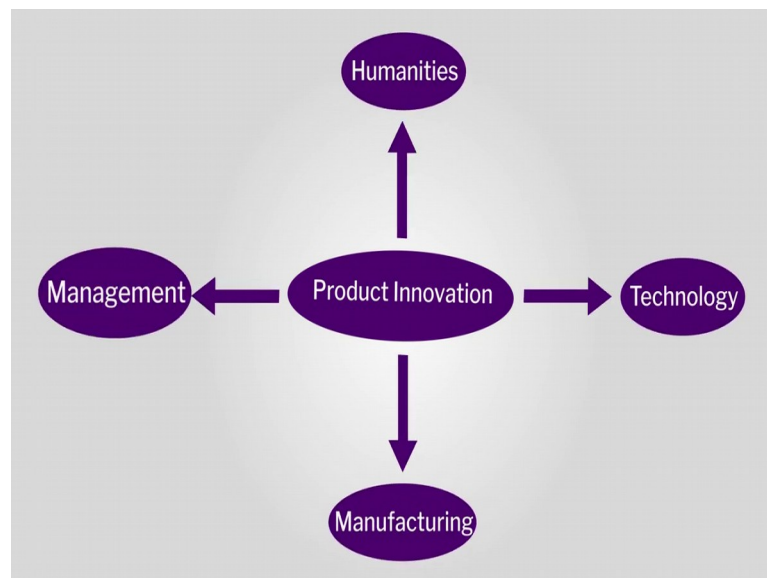 Humanities
Management
Product Innovation
Technology
Manufacturing